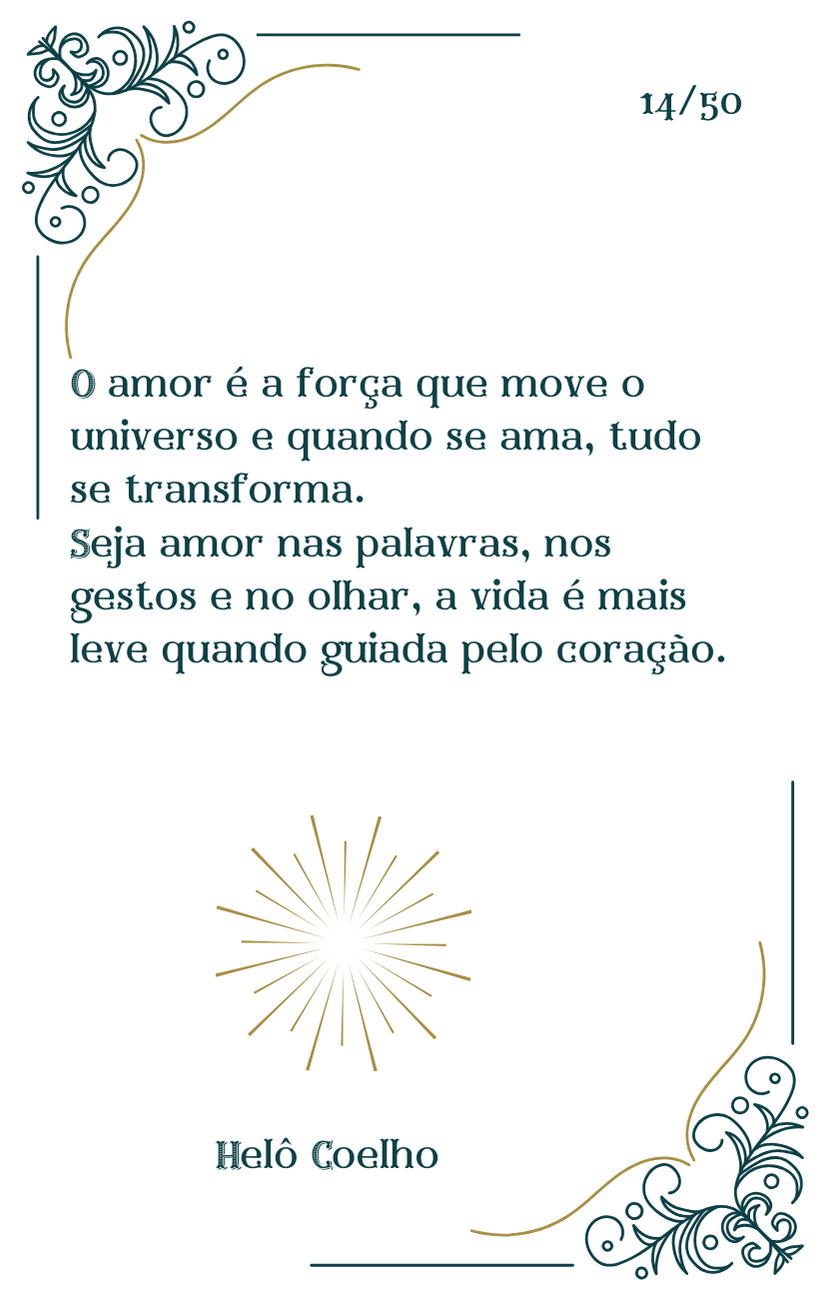 14/50
O amor é a força que move o
universo e quando se ama, tudo
se transforma.
Seja amor nas palavras, nos
gestos e no olhar, a vida é mais
leve quando guiada pelo coração.
Helô Coelho